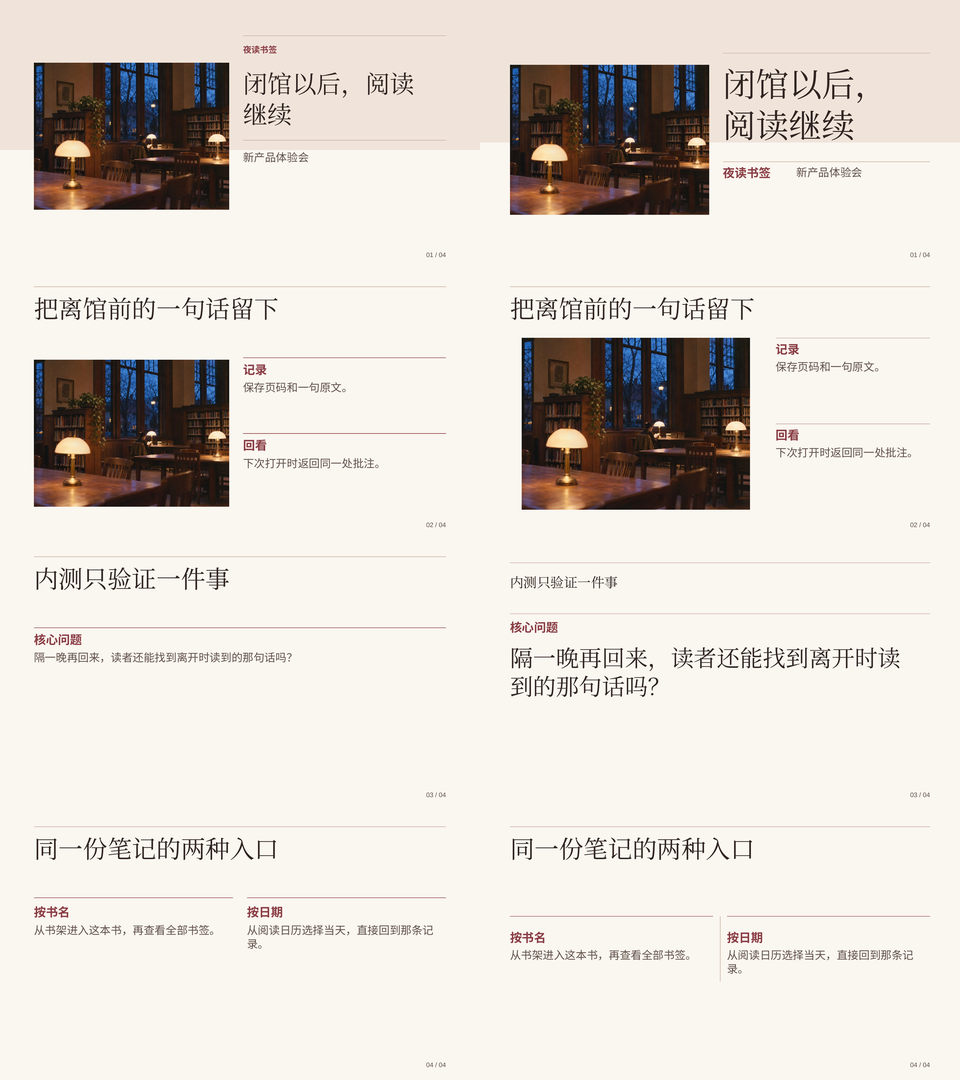 夜读书签
闭馆以后，阅读
继续
新产品体验会
01 / 04
闭馆以后，
阅读继续
夜读书签 新产品体验会
01 / 04
把离馆前的一句话留下
记录
保存页码和一句原文。
回看
下次打开时返回同一处批注。
02 / 04
把离馆前的一句话留下
记录
保存页码和一句原文。
回看
下次打开时返回同一处批注。
02 / 04
内测只验证一件事
核心问题
隔一晚再回来，读者还能找到离开时读到的那句话吗？
03 / 04
内测只验证一件事
核心问题
隔一晚再回来，读者还能找到离开时读
到的那句话吗？
03 / 04
同一份笔记的两种入口
按书名
从书架进入这本书，再查看全部书签。
按日期
从阅读日历选择当天，直接回到那条记
录。
04 / 04
同一份笔记的两种入口
按书名
从书架进入这本书，再查看全部书签。
按日期
从阅读日历选择当天，直接回到那条记
录。
04 / 04